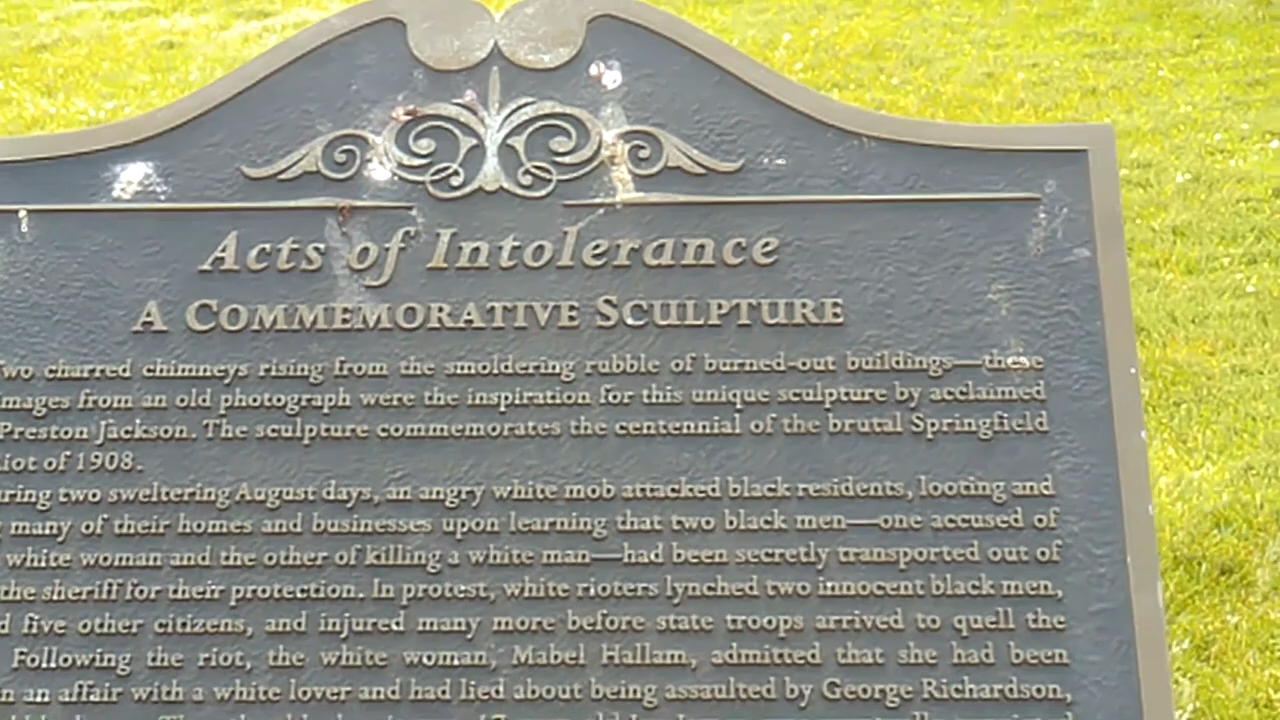 Acts of Intolerance
A COMMEMORATIVE SCULPTURE
wo charred chimneys rising from the smoldering rubble of burned-out buildings—these
mages from an old photograph were the inspiration for this unique sculpture by acclaimed
Preston Jackson. The sculpture commemorates the centennial of the brutal Springfield
iot of 1908.
ring two sweltering August days, an angry white mob attacked black residents, looting and
many of their homes and businesses upon learning that two black men—one accused of
white woman and the other of killing a white man—had been secretly transported out of
the sheriff for their protection. In protest, white rioters lynched two innocent black men,
d five other citizens, and injured many more before state troops arrived to quell the
Following the riot, the white woman, Mabel Hallam, admitted that she had been
n an affair with a white lover and had lied about being assaulted by George Richardson,